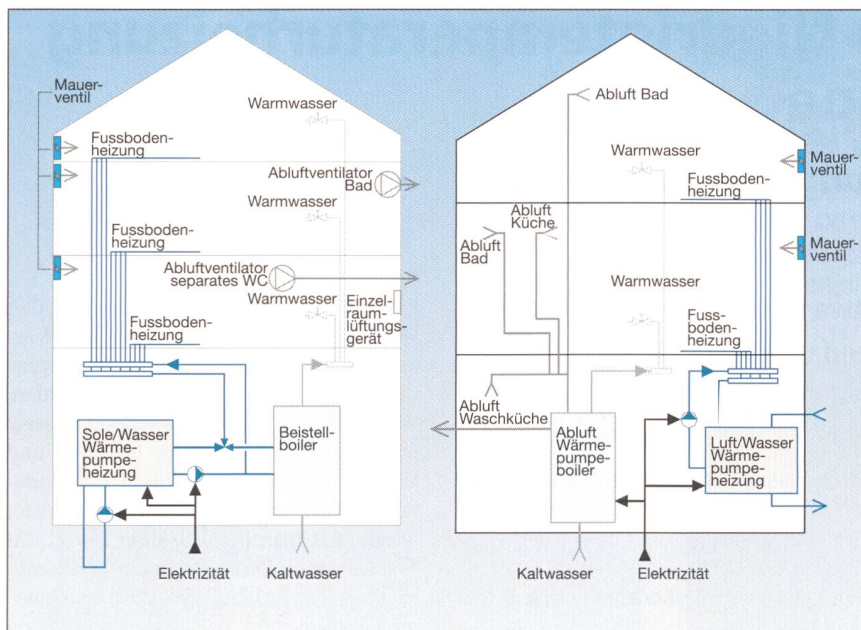 Mauer-
ventil
Fussboden-
heizung
Warmwasser
Abluftventilator
Bad
Warmwasser
Fussboden-
heizung
Abluftventilator
separates WC
Warmwasser
Einzel-
raum-
lüftungs-
gerät
Fussboden-
heizung
Sole/Wasser
Wärme-
pumpe-
heizung
Beistell-
boiler
Elektrizität
Kaltwasser
Abluft Bad
Warmwasser
Mauer-
ventil
Fussboden-
heizung
Abluft
Küche
Abluft
Bad
Mauer-
ventil
Warmwasser
Fuss-
boden-
heizung
Abluft
Waschküche
Abluft
Wärme-
pumpe-
boiler
Luft/Wasser
Wärme-
pumpe-
heizung
Kaltwasser
Elektrizität